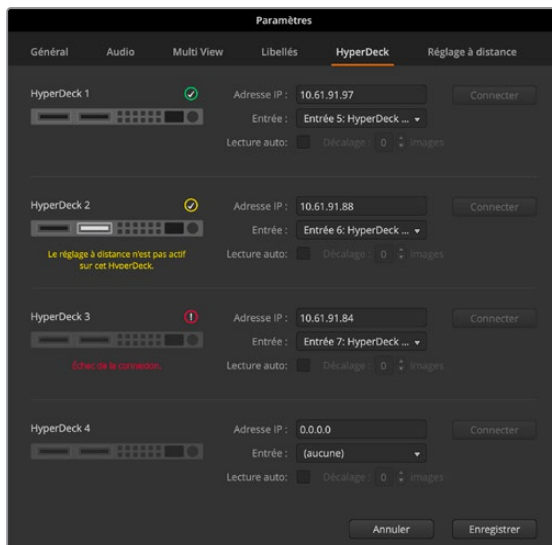 Paramètres
Général Audio Multi View Libellés HyperDeck Réglage à distance
HyperDeck 1
Adresse IP : 10.61.91.97 Connecter
Entrée : Entrée 5: HyperDeck ...
Lecture auto: Décalage : 0 images
HyperDeck 2
Adresse IP : 10.61.91.88 Connecter
Entrée : Entrée 6: HyperDeck ...
Le réglage à distance n'est pas actif
sur cet HyperDeck.
Lecture auto: Décalage : 0 images
HyperDeck 3
Adresse IP : 10.61.91.84 Connecter
Entrée : Entrée 7: HyperDeck ...
Échec de la connexion.
Lecture auto: Décalage : 0 images
HyperDeck 4
Adresse IP : 0.0.0.0 Connecter
Entrée : (aucune)
Lecture auto: Décalage : 0 images
Annuler Enregistrer